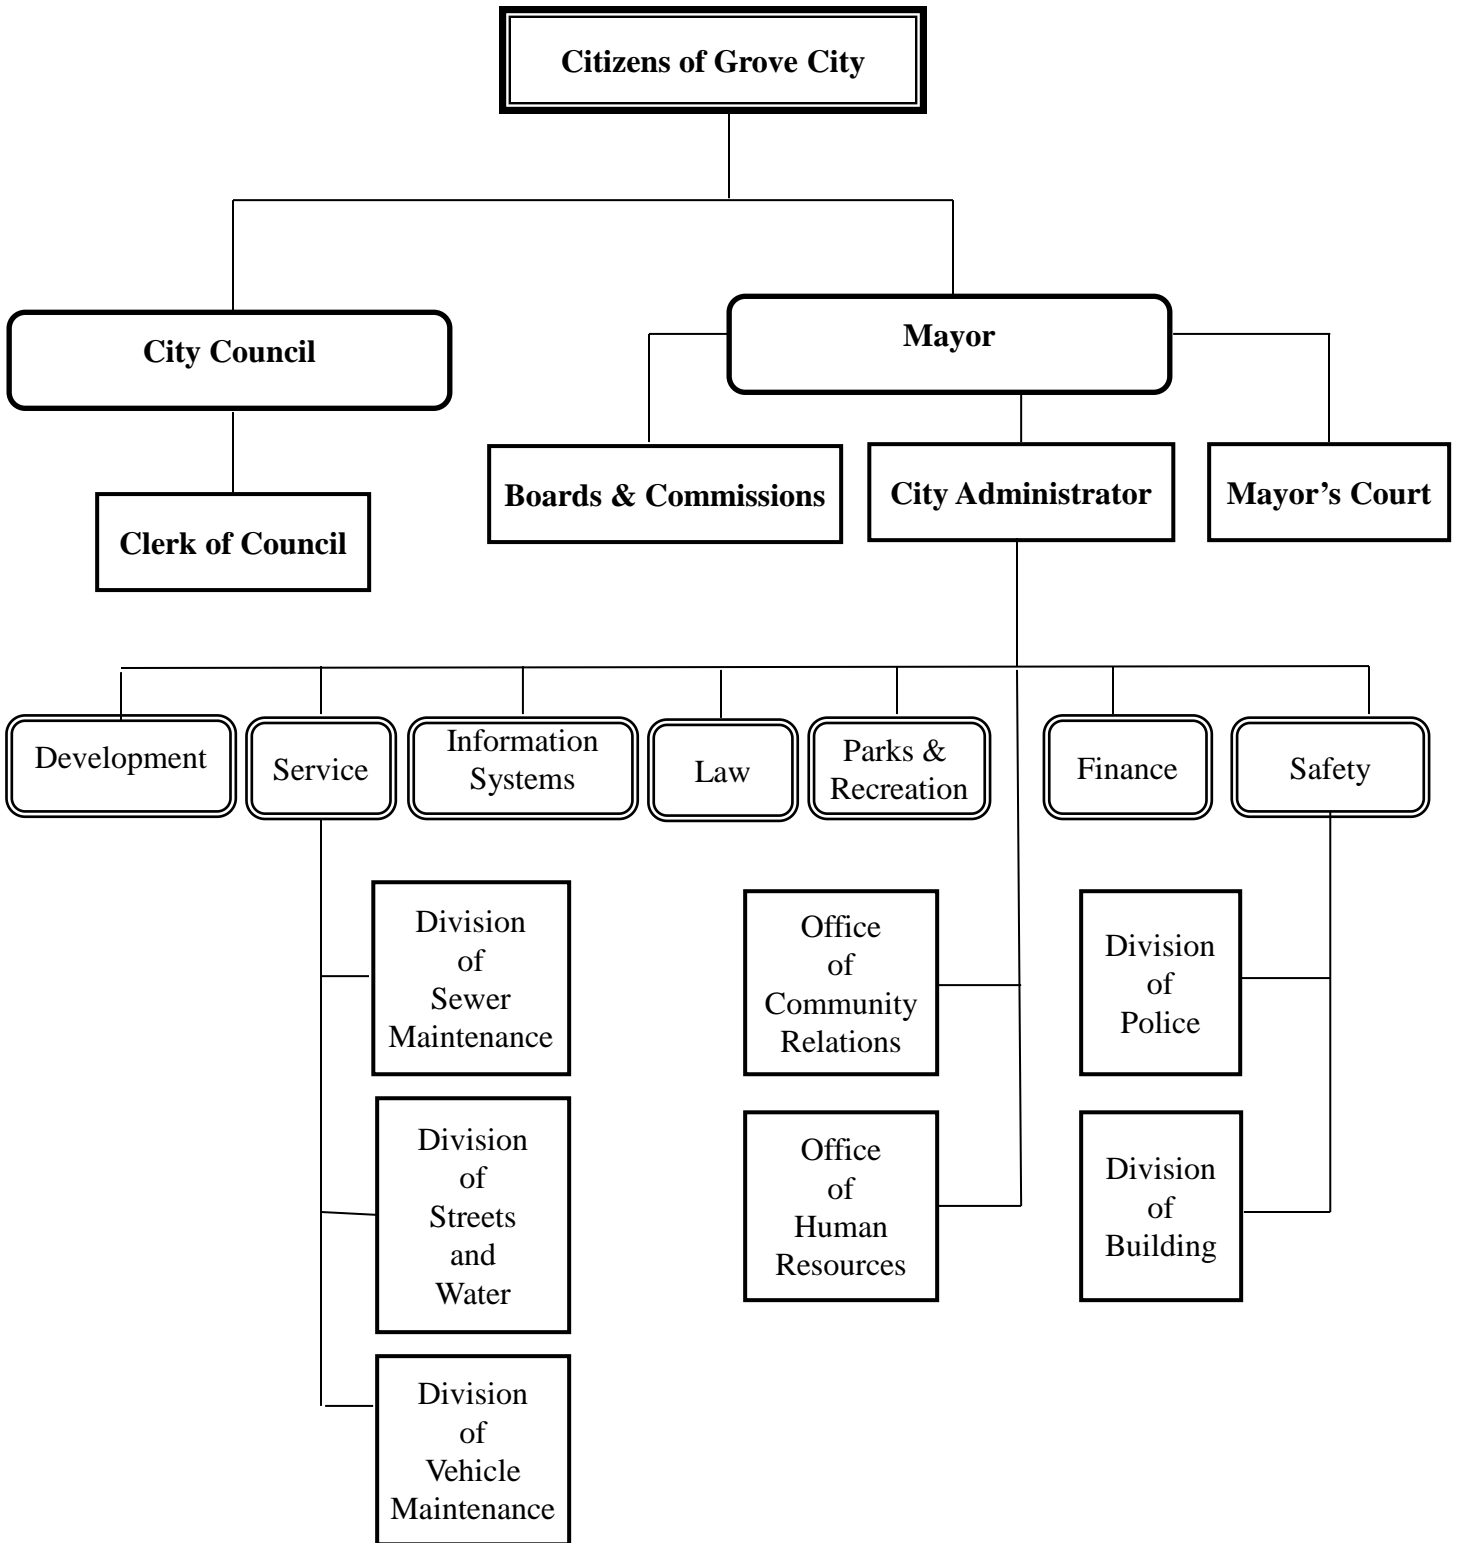 Citizens of Grove City
City Council
Mayor
Boards & Commissions
City Administrator
Mayor’s Court
Clerk of Council
Development
Service
Information
Systems
Law
Parks &
Recreation
Finance
Safety
Division
of
Sewer
Maintenance
Division
of
Streets
and
Water
Division
of
Vehicle
Maintenance
Office
of
Community
Relations
Office
of
Human
Resources
Division
of
Police
Division
of
Building